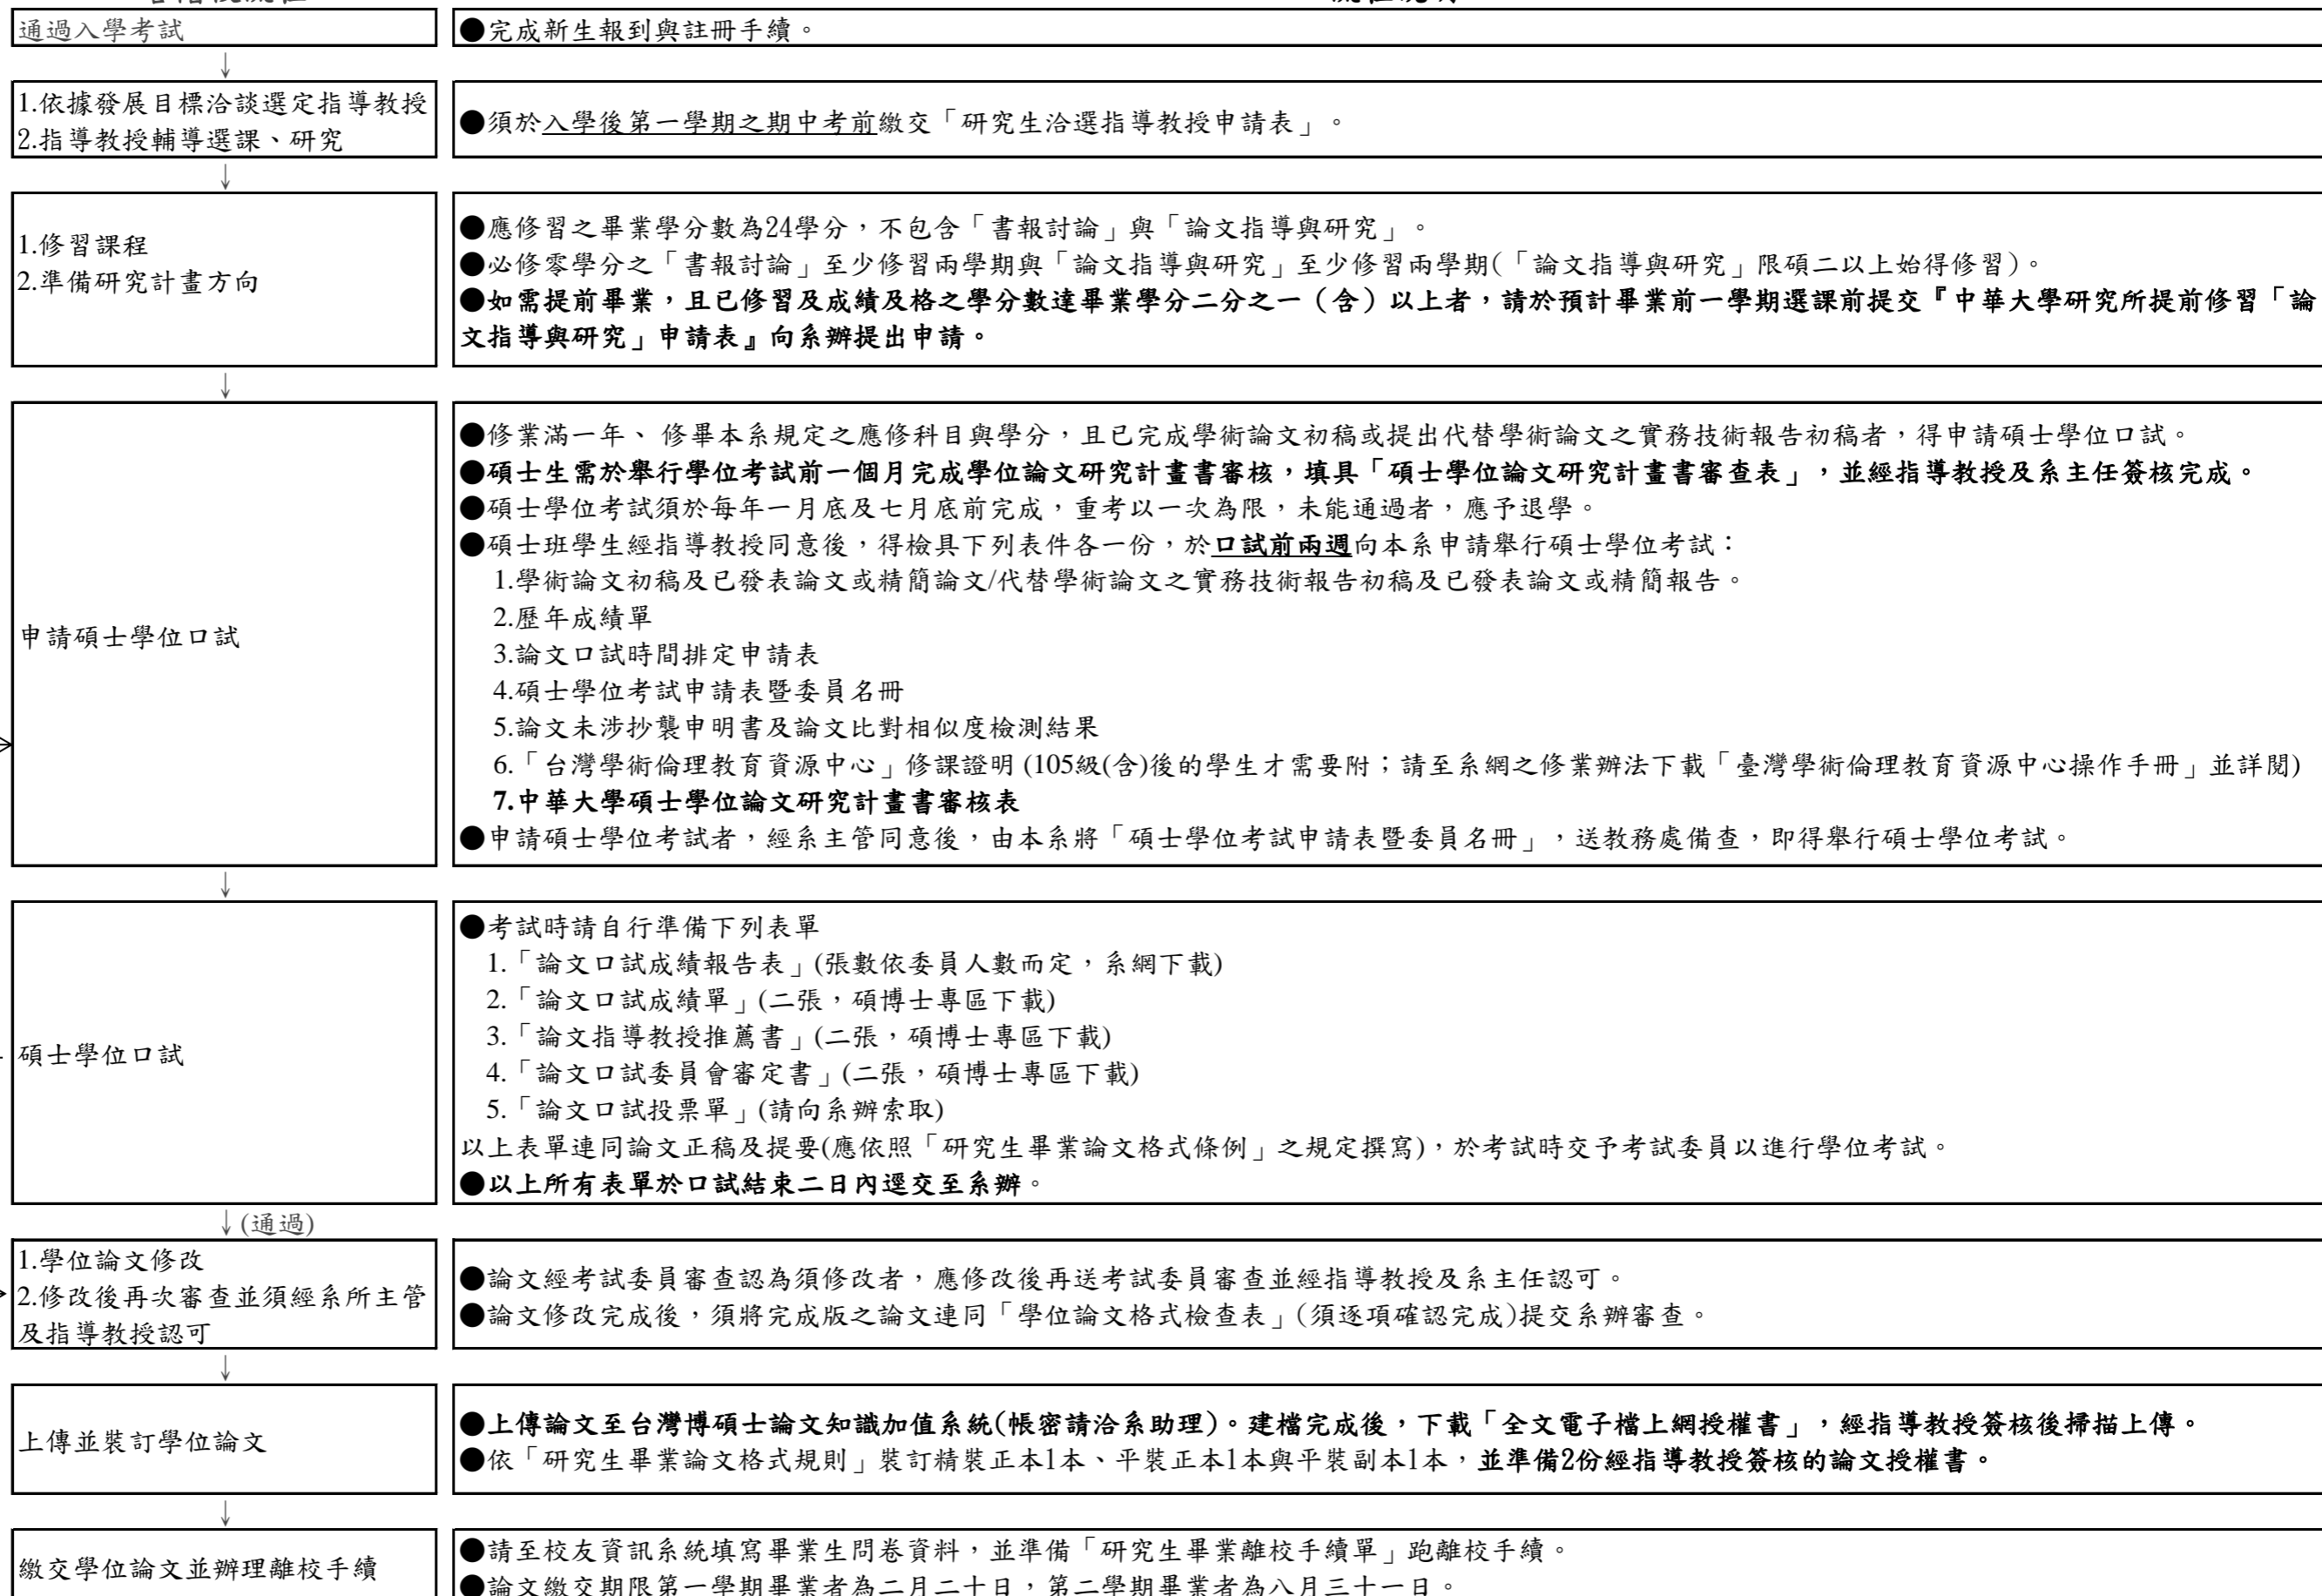 通過入學考試
●完成新生報到與註冊手續。
↓
1.依據發展目標洽談選定指導教授
2.指導教授輔導選課、研究
●須於入學後第一學期之期中考前繳交「研究生洽選指導教授申請表」。
↓
1.修習課程
2.準備研究計畫方向
●應修習之畢業學分數為24學分，不包含「書報討論」與「論文指導與研究」。
●必修零學分之「書報討論」至少修習兩學期與「論文指導與研究」至少修習兩學期(「論文指導與研究」限碩二以上始得修習)。
●如需提前畢業，且已修習及成績及格之學分數達畢業學分二分之一（含）以上者，請於預計畢業前一學期選課前提交『中華大學研究所提前修習「論
文指導與研究」申請表』向系辦提出申請。
↓
申請碩士學位口試
●修業滿一年、 修畢本系規定之應修科目與學分，且已完成學術論文初稿或提出代替學術論文之實務技術報告初稿者，得申請碩士學位口試。
●碩士生需於舉行學位考試前一個月完成學位論文研究計畫書審核，填具「碩士學位論文研究計畫書審查表」，並經指導教授及系主任簽核完成。
●碩士學位考試須於每年一月底及七月底前完成，重考以一次為限，未能通過者，應予退學。
●碩士班學生經指導教授同意後，得檢具下列表件各一份，於口試前兩週向本系申請舉行碩士學位考試：
1.學術論文初稿及已發表論文或精簡論文/代替學術論文之實務技術報告初稿及已發表論文或精簡報告。
2.歷年成績單
3.論文口試時間排定申請表
4.碩士學位考試申請表暨委員名冊
5.論文未涉抄襲申明書及論文比對相似度檢測結果
6.「台灣學術倫理教育資源中心」修課證明 (105級(含)後的學生才需要附；請至系網之修業辦法下載「臺灣學術倫理教育資源中心操作手冊」並詳閱)
7.中華大學碩士學位論文研究計畫書審核表
●申請碩士學位考試者，經系主管同意後，由本系將「碩士學位考試申請表暨委員名冊」，送教務處備查，即得舉行碩士學位考試。
↓
碩士學位口試
●考試時請自行準備下列表單
1.「論文口試成績報告表」(張數依委員人數而定，系網下載)
2.「論文口試成績單」(二張，碩博士專區下載)
3.「論文指導教授推薦書」(二張，碩博士專區下載)
4.「論文口試委員會審定書」(二張，碩博士專區下載)
5.「論文口試投票單」(請向系辦索取)
以上表單連同論文正稿及提要(應依照「研究生畢業論文格式條例」之規定撰寫)，於考試時交予考試委員以進行學位考試。
●以上所有表單於口試結束二日內逕交至系辦。
↓(通過)
1.學位論文修改
2.修改後再次審查並須經系所主管
及指導教授認可
●論文經考試委員審查認為須修改者，應修改後再送考試委員審查並經指導教授及系主任認可。
●論文修改完成後，須將完成版之論文連同「學位論文格式檢查表」(須逐項確認完成)提交系辦審查。
↓
上傳並裝訂學位論文
●上傳論文至台灣博碩士論文知識加值系統(帳密請洽系助理)。建檔完成後，下載「全文電子檔上網授權書」，經指導教授簽核後掃描上傳。
●依「研究生畢業論文格式規則」裝訂精裝正本1本、平裝正本1本與平裝副本1本，並準備2份經指導教授簽核的論文授權書。
↓
繳交學位論文並辦理離校手續
●請至校友資訊系統填寫畢業生問卷資料，並準備「研究生畢業離校手續單」跑離校手續。
●論文繳交期限第一學期畢業者為二月二十日，第二學期畢業者為八月三十一日。